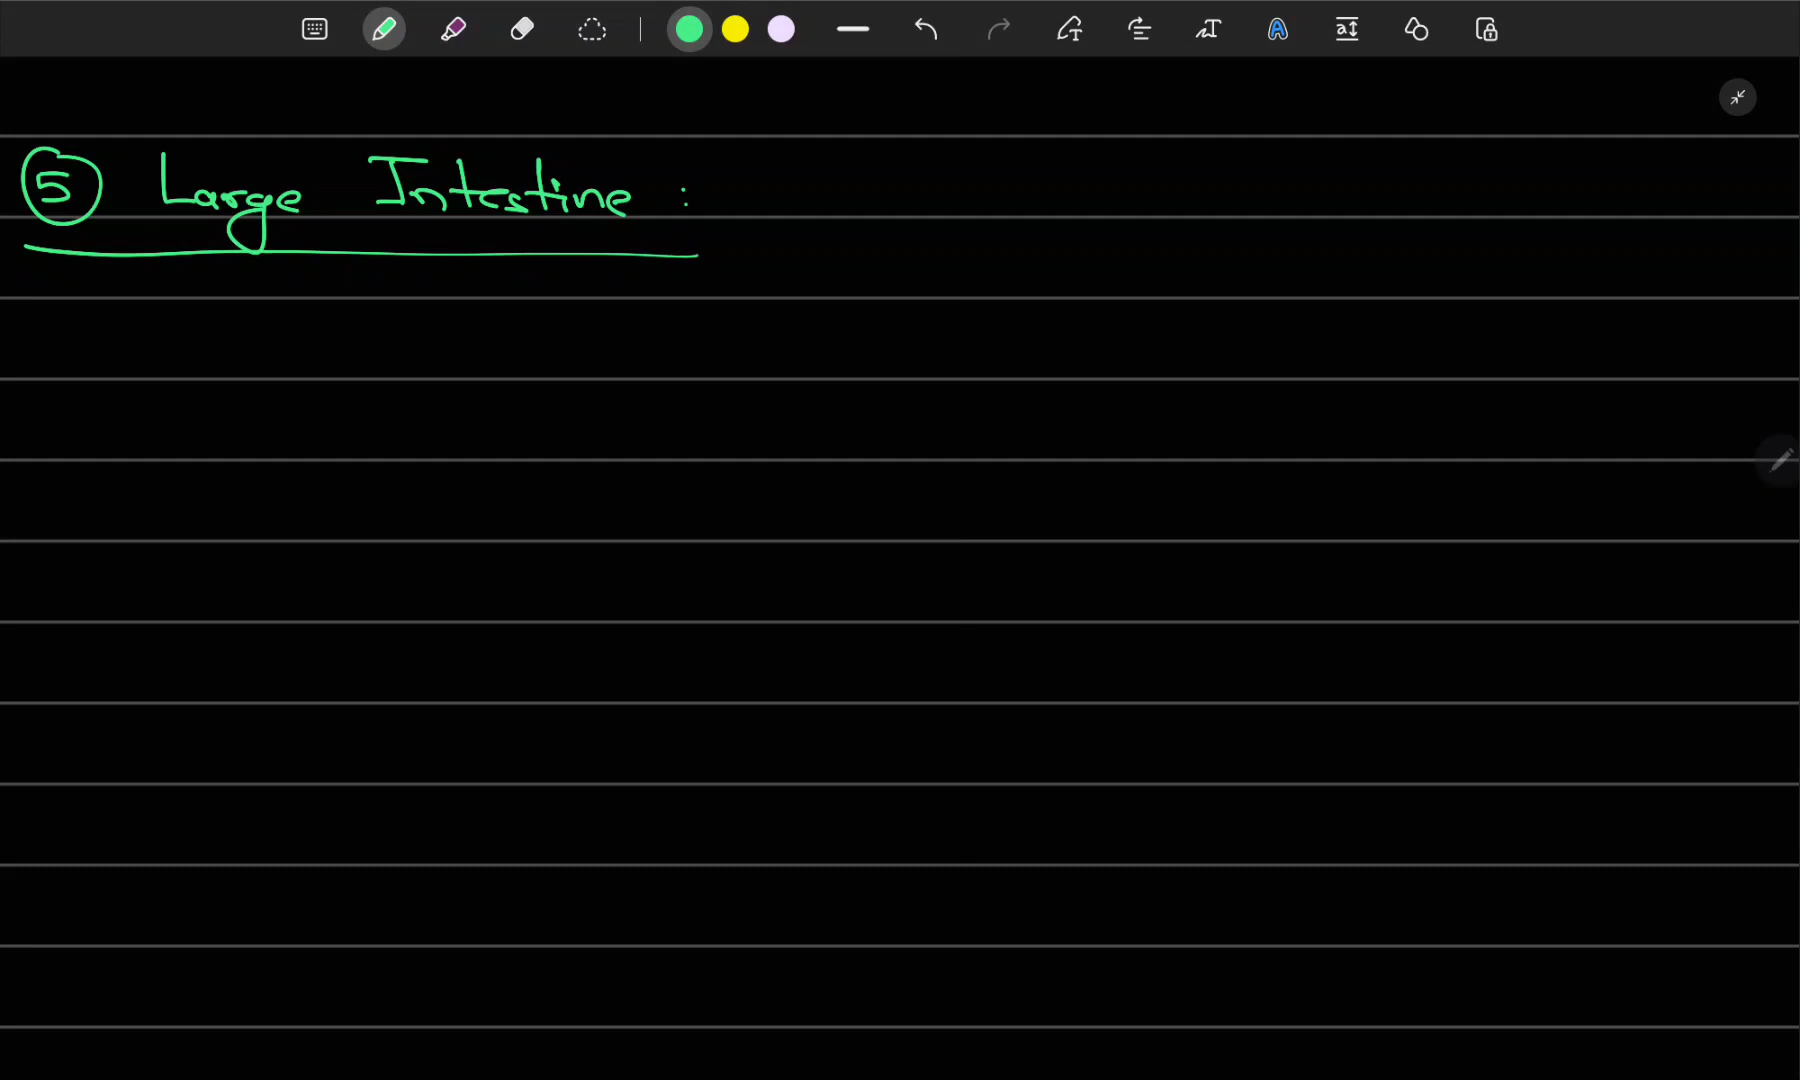 ⑤ Large Intestine :